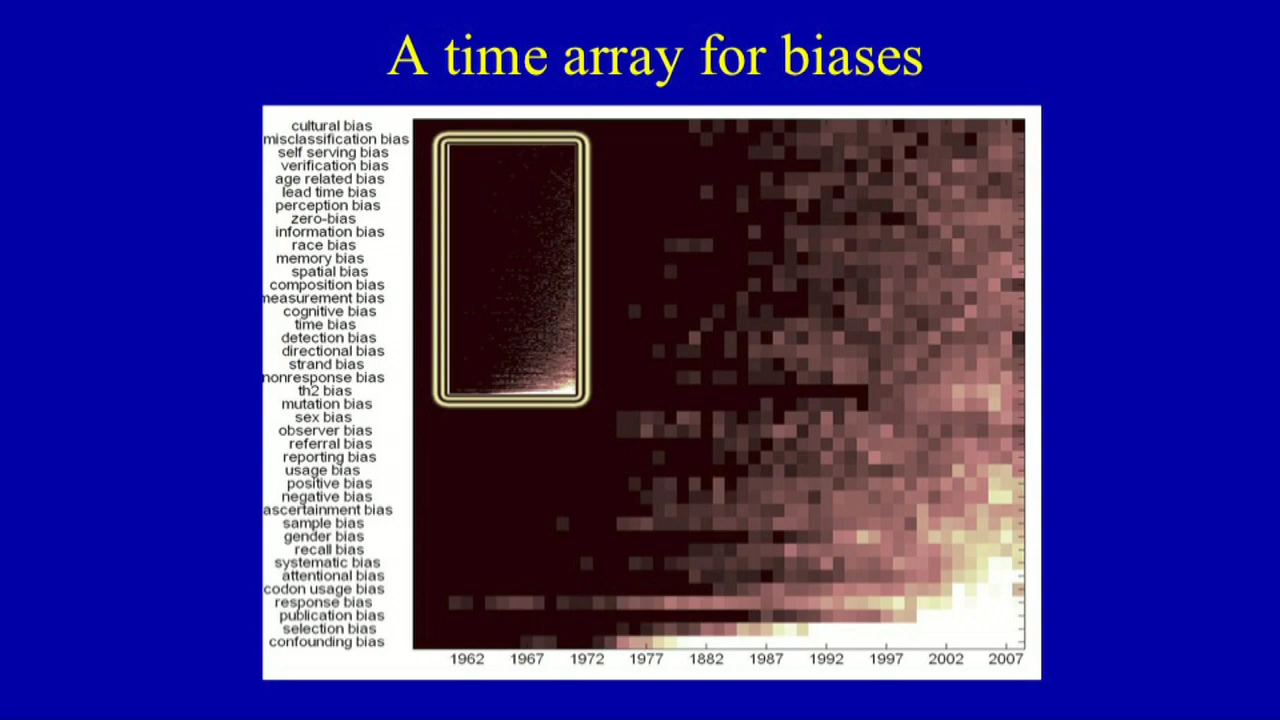 A time array for biases
cultural bias
misclassification bias
self serving bias
verification bias
age related bias
lead time bias
perception bias
zero-bias
information bias
race bias
memory bias
spatial bias
composition bias
measurement bias
cognitive bias
time bias
detection bias
directional bias
strand bias
nonresponse bias
th2 bias
mutation bias
sex bias
observer bias
referral bias
reporting bias
usage bias
positive bias
negative bias
ascertainment bias
sample bias
gender bias
recall bias
systematic bias
attentional bias
codon usage bias
response bias
publication bias
selection bias
confounding bias
1962 1967 1972 1977 1882 1987 1992 1997 2002 2007